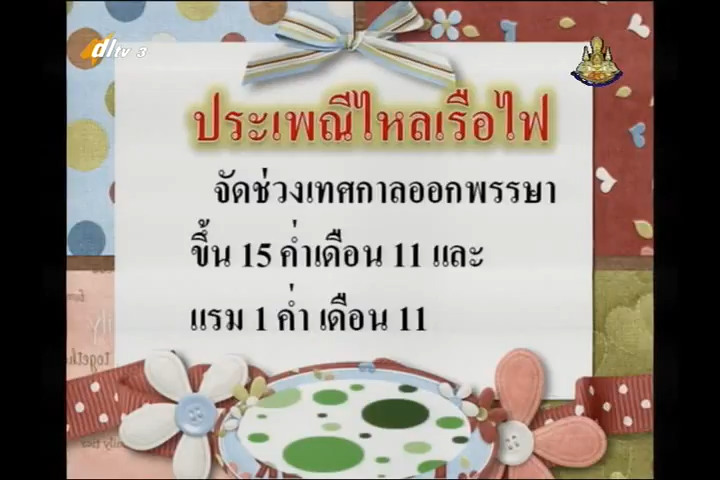 dltv 3
ประเพณีไหลเรือไฟ
จัดช่วงเทศกาลออกพรรษา
ขึ้น 15 ค่ำเดือน 11 และ
แรม 1 ค่ำ เดือน 11